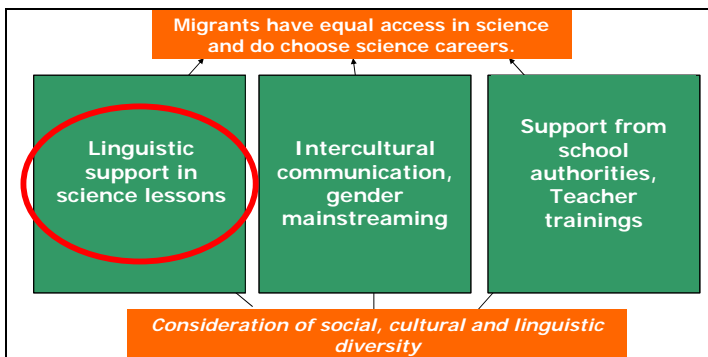 Migrants have equal access in science
and do choose science careers.
Linguistic
support in
science lessons
Intercultural
communication,
gender
mainstreaming
Support from
school
authorities,
Teacher
trainings
Consideration of social, cultural and linguistic
diversity